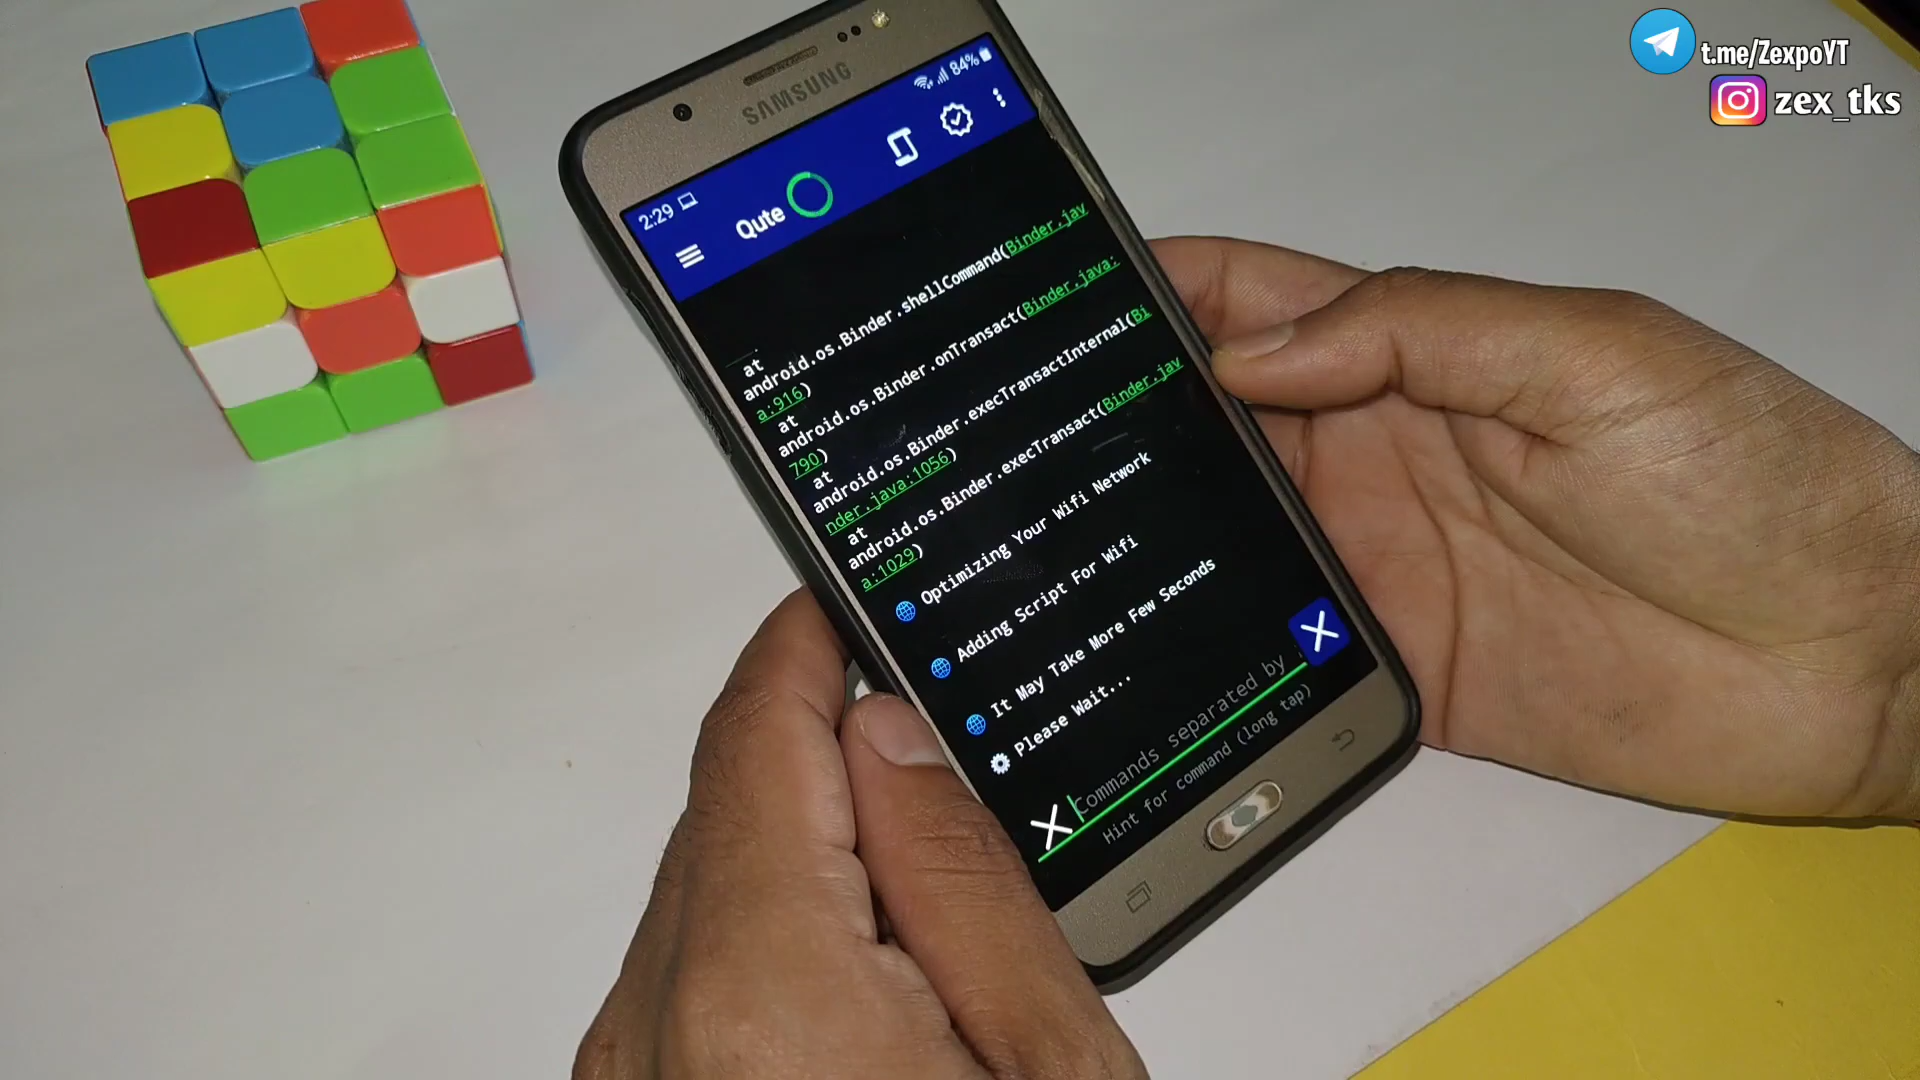 t.me/ZexpoYT
zex_tks
SAMSUNG
84%
2:29
Qute
at
android.os.Binder.shellCommand(Binder.jav
a:916)
at
android.os.Binder.onTransact(Binder.java:
790)
at
android.os.Binder.execTransactInternal(Bi
nder.java:1056)
at
android.os.Binder.execTransact(Binder.jav
a:1029)
Optimizing Your Wifi Network
Adding Script For Wifi
It May Take More Few Seconds
Please Wait...
Commands separated by
Hint for command (long tap)